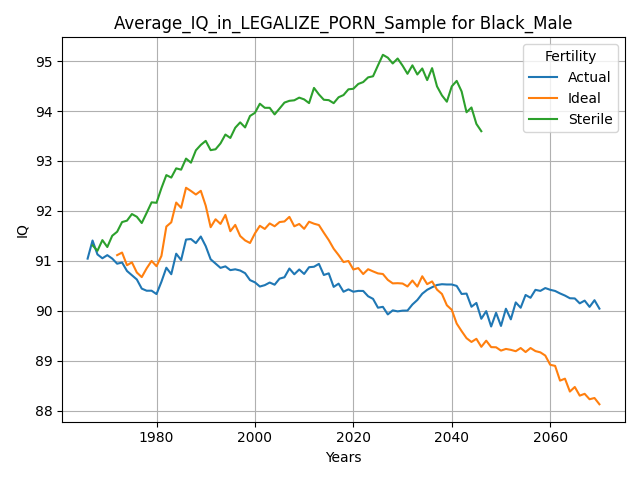 Average_IQ_in_LEGALIZE_PORN_Sample for Black_Male
Fertility
Actual
Ideal
Sterile
IQ
95
94
93
92
91
90
89
88
1980
2000
2020
2040
2060
Years